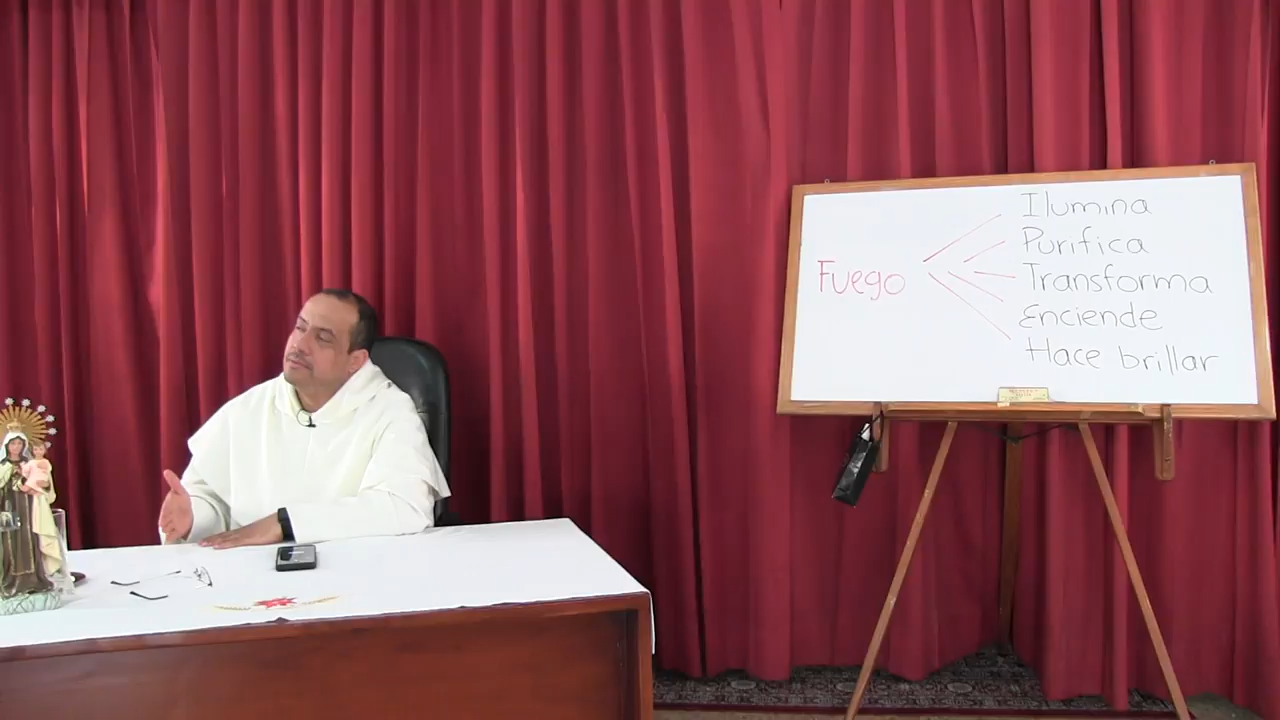 Fuego
Ilumina
Purifica
Transforma
Enciende
Hace brillar